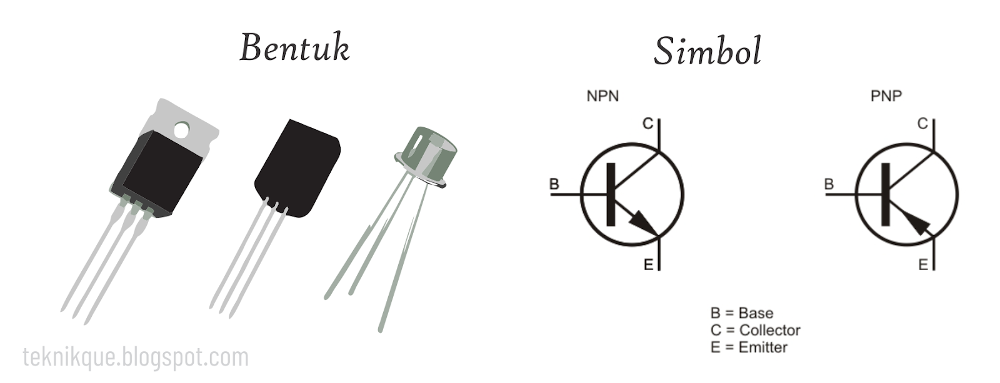 Bentuk
Simbol
NPN
C
B
E
PNP
C
B
E
B = Base
C = Collector
E = Emitter
teknikque.blogspot.com